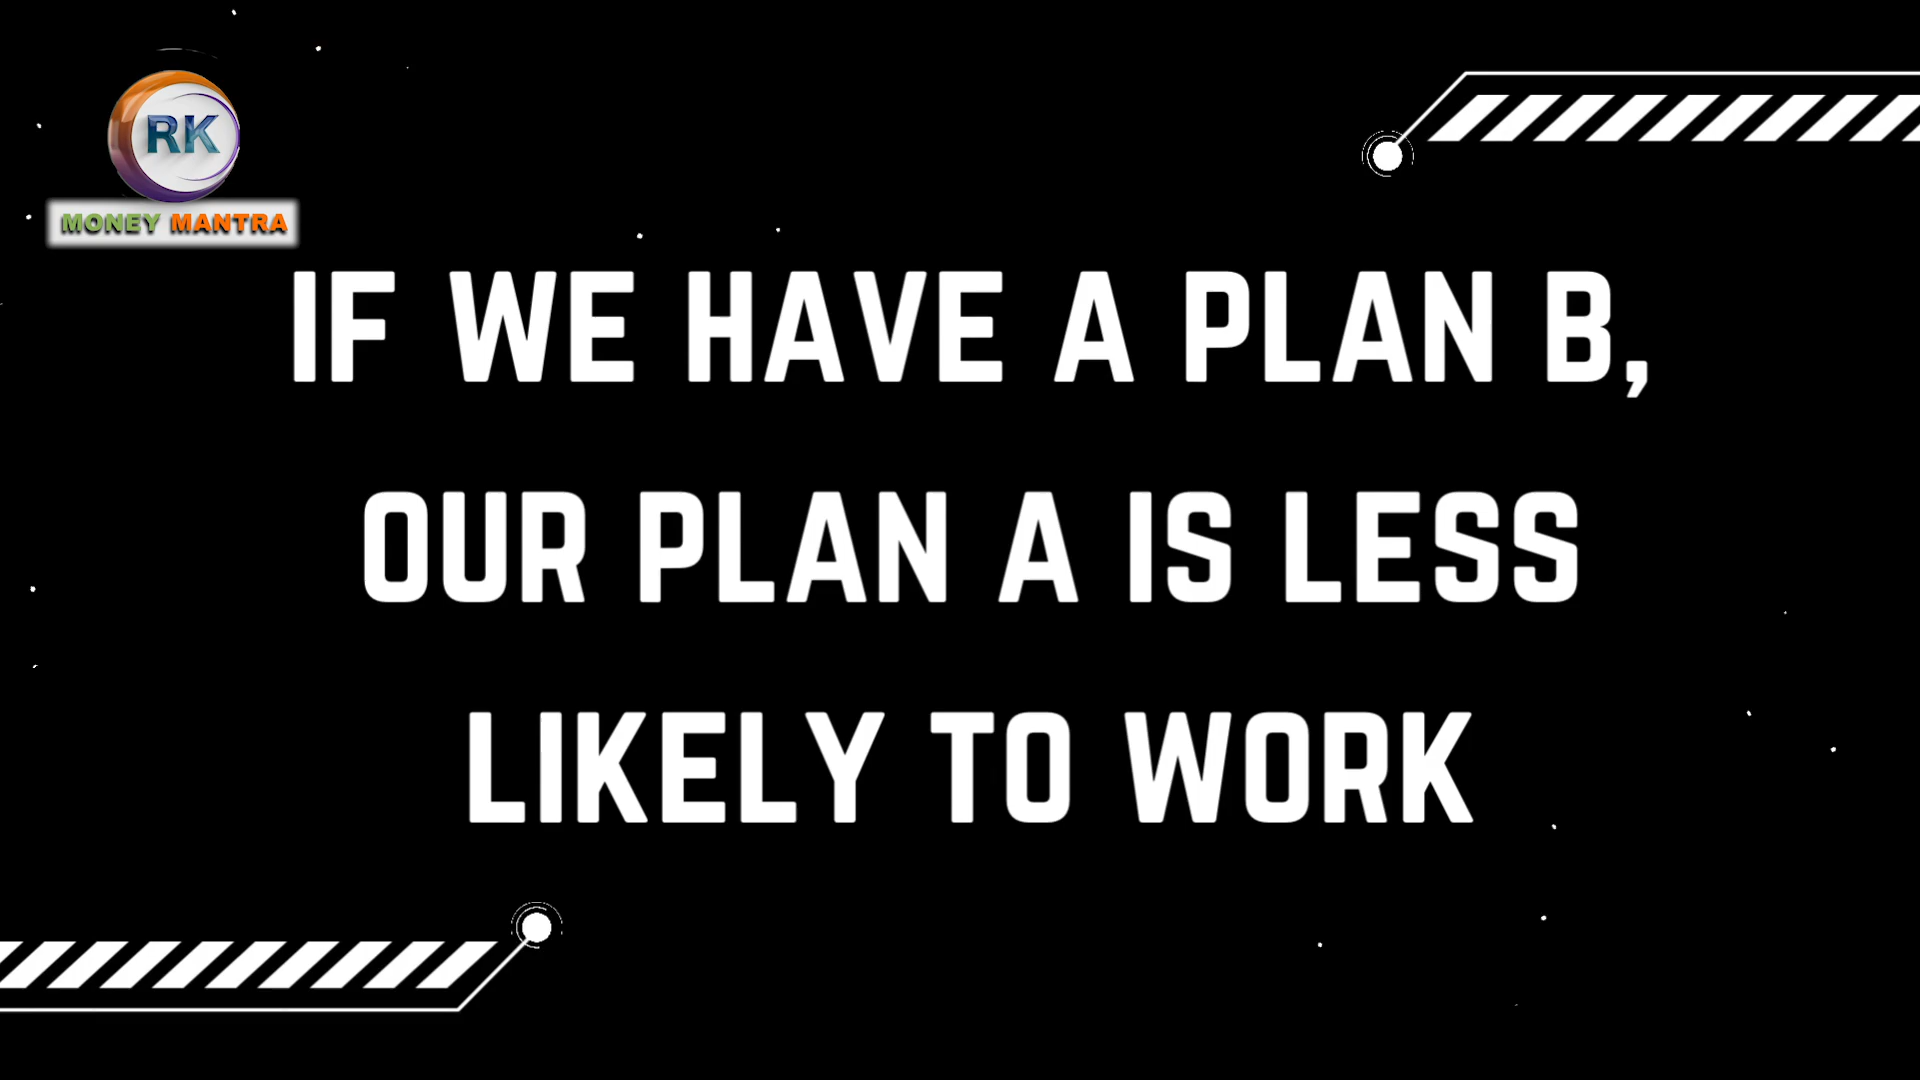 RK
MONEY MANTRA
IF WE HAVE A PLAN B,
OUR PLAN A IS LESS
LIKELY TO WORK